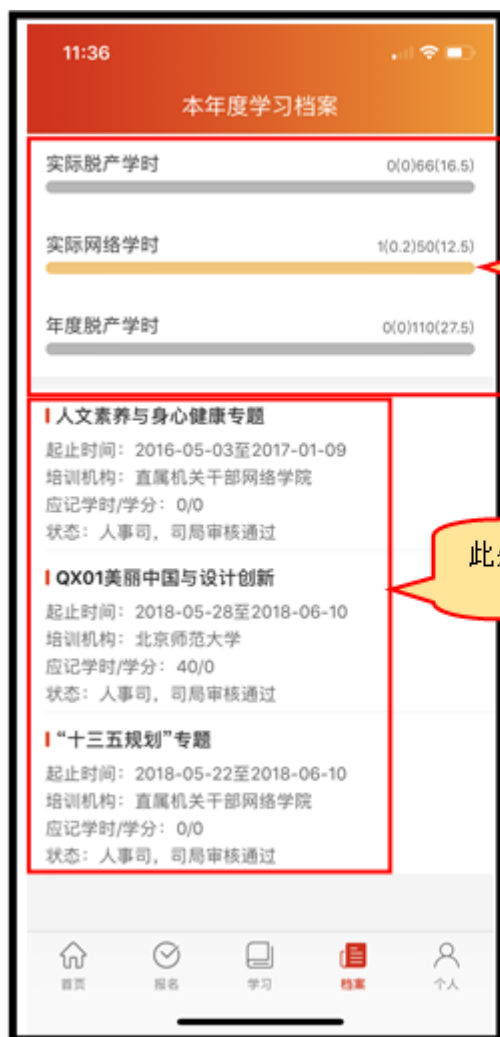 11:36
本年度学习档案
实际脱产学时 0(0)66(16.5)
实际网络学时 1(0.2)50(12.5)
年度脱产学时 0(0)110(27.5)
人文素养与身心健康专题
起止时间：2016-05-03至2017-01-09
培训机构：直属机关干部网络学院
应记学时/学分：0/0
状态：人事司，司局审核通过
QX01美丽中国与设计创新
起止时间：2018-05-28至2018-06-10
培训机构：北京师范大学
应记学时/学分：40/0
状态：人事司，司局审核通过
“十三五规划”专题
起止时间：2018-05-22至2018-06-10
培训机构：直属机关干部网络学院
应记学时/学分：0/0
状态：人事司，司局审核通过
此
首页 报名 学习 档案 个人